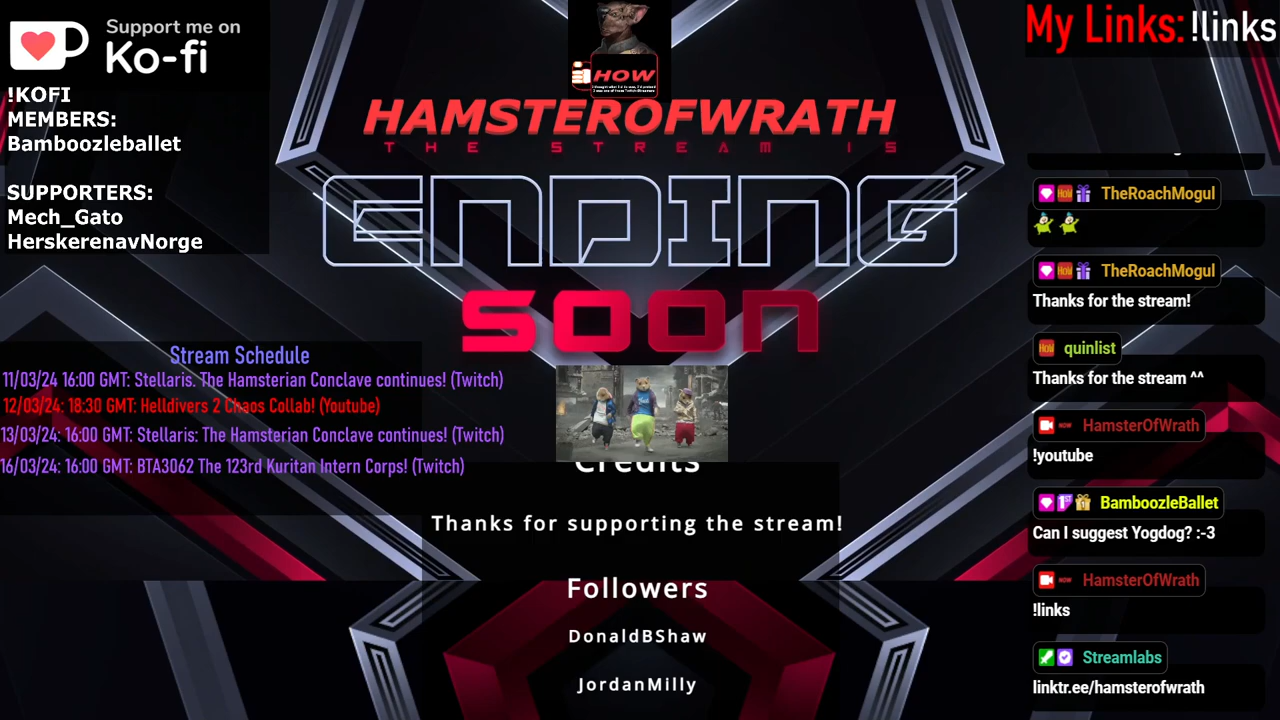 Support me on
Ko-fi
!KOFI
MEMBERS:
Bamboozleballet
SUPPORTERS:
Mech_Gato
HerskerenavNorge
HOW
HAMSTEROFWRATH
THE STREAM IS
ENDING
SOON
My Links: !links
Stream Schedule
11/03/24 16:00 GMT: Stellaris. The Hamsterian Conclave continues! (Twitch)
12/03/24: 18:30 GMT: Helldivers 2 Chaos Collab! (Youtube)
13/03/24: 16:00 GMT: Stellaris: The Hamsterian Conclave continues! (Twitch)
16/03/24: 16:00 GMT: BTA3062 The 123rd Kuritan Intern Corps! (Twitch)
Credits
Thanks for supporting the stream!
Followers
DonaldBShaw
JordanMilly
TheRoachMogul
TheRoachMogul
Thanks for the stream!
quinlist
Thanks for the stream ^^
HamsterOfWrath
!youtube
BamboozleBallet
Can I suggest Yogdog? :-3
HamsterOfWrath
!links
Streamlabs
linktr.ee/hamsterofwrath